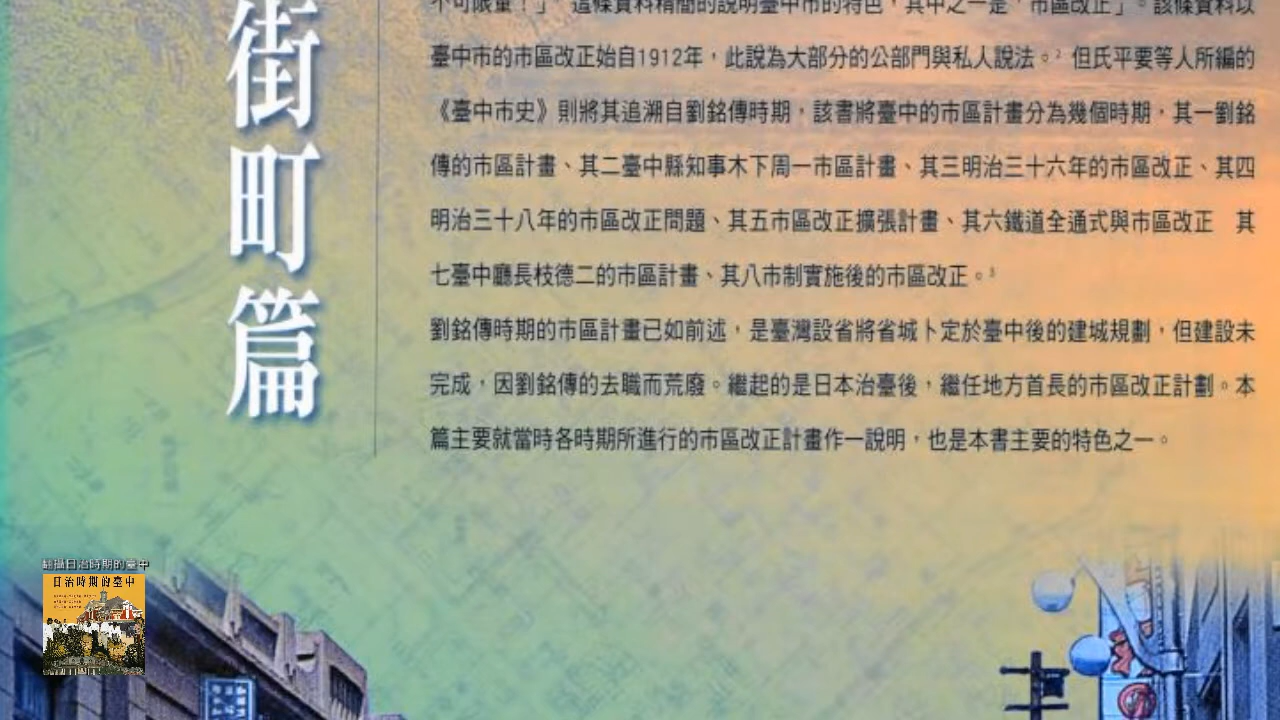 街町篇
不可限量！」 這條資料精簡的說明臺中市的特色，其中之一是「市區改正」。該條資料以
臺中市的市區改正始自1912年，此說為大部分的公部門與私人說法。² 但氏平要等人所編的
《臺中市史》則將其追溯自劉銘傳時期，該書將臺中的市區計畫分為幾個時期，其一劉銘
傳的市區計畫、其二臺中縣知事木下周一市區計畫、其三明治三十六年的市區改正、其四
明治三十八年的市區改正問題、其五市區改正擴張計畫、其六鐵道全通式與市區改正　其
七臺中廳長枝德二的市區計畫、其八市制實施後的市區改正。³
劉銘傳時期的市區計畫已如前述，是臺灣設省將省城卜定於臺中後的建城規劃，但建設未
完成，因劉銘傳的去職而荒廢。繼起的是日本治臺後，繼任地方首長的市區改正計劃。本
篇主要就當時各時期所進行的市區改正計畫作一說明，也是本書主要的特色之一。
翻攝日治時期的臺中
日治時期的臺中